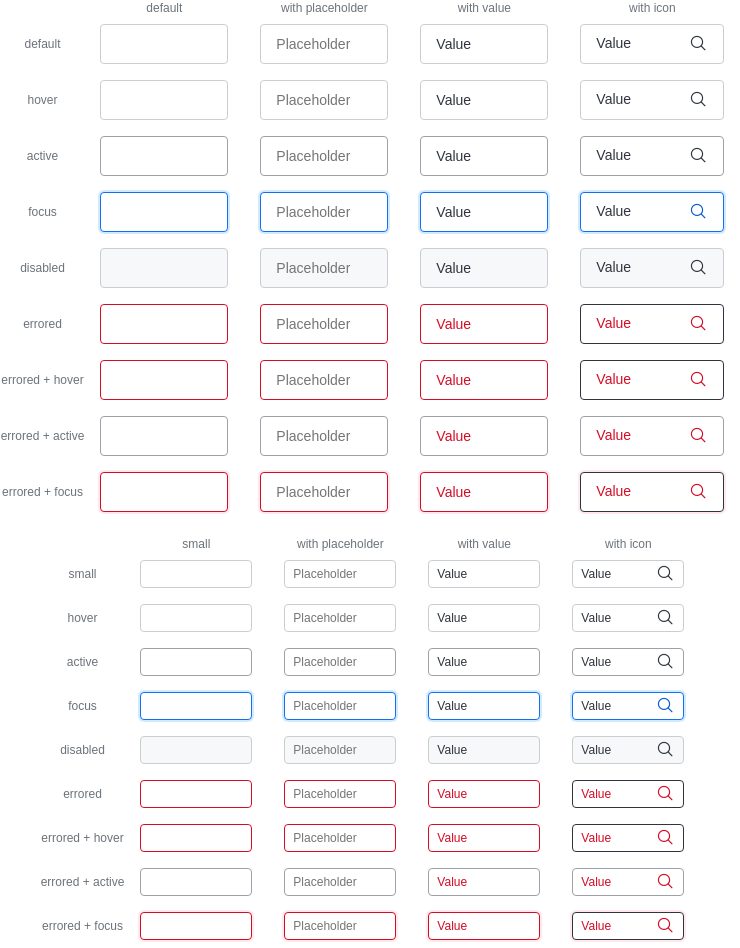 default with placeholder with value with icon
default Placeholder Value Value
hover Placeholder Value Value
active Placeholder Value Value
focus Placeholder Value Value
disabled Placeholder Value Value
errored Placeholder Value Value
errored + hover Placeholder Value Value
errored + active Placeholder Value Value
errored + focus Placeholder Value Value
small with placeholder with value with icon
small Placeholder Value Value
hover Placeholder Value Value
active Placeholder Value Value
focus Placeholder Value Value
disabled Placeholder Value Value
errored Placeholder Value Value
errored + hover Placeholder Value Value
errored + active Placeholder Value Value
errored + focus Placeholder Value Value